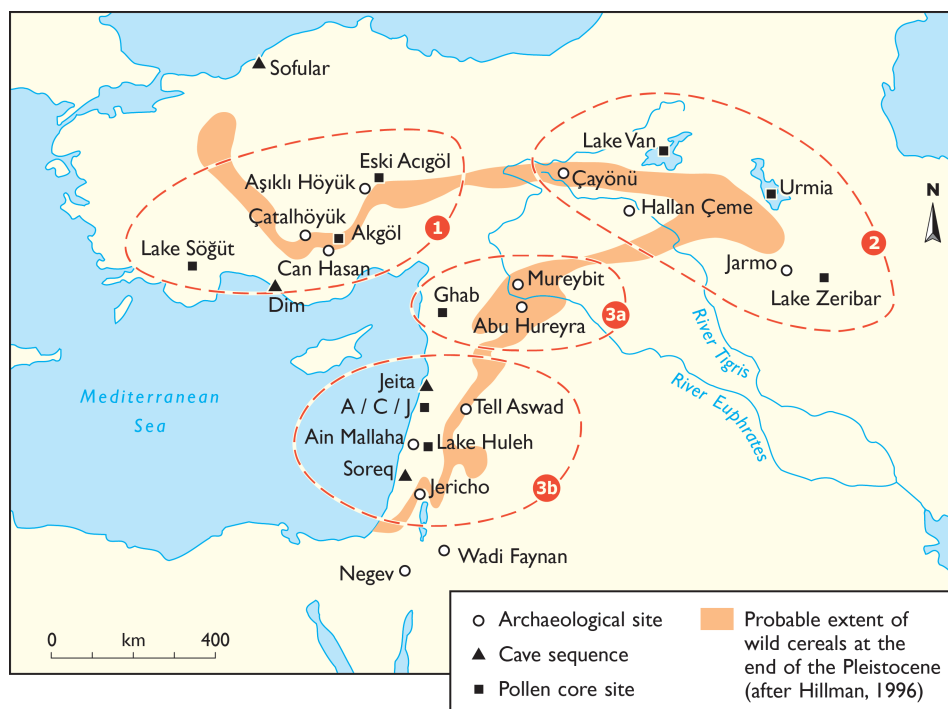 Sofular
Lake Van
Eski Acıgöl
Çayönü
Aşıklı Höyük
Urmia
N
Hallan Çeme
Çatalhöyük
1
Akgöl
2
Lake Söğüt
Can Hasan
Jarmo
Dim
Mureybit
Lake Zeribar
Ghab
3a
Abu Hureyra
River Tigris
Jeita
River Euphrates
Mediterranean
Sea
A / C / J
Tell Aswad
Ain Mallaha
Lake Huleh
Soreq
Jericho
3b
Wadi Faynan
Negev
0 km 400
Archaeological site
Cave sequence
Pollen core site
Probable extent of
wild cereals at the
end of the Pleistocene
(after Hillman, 1996)